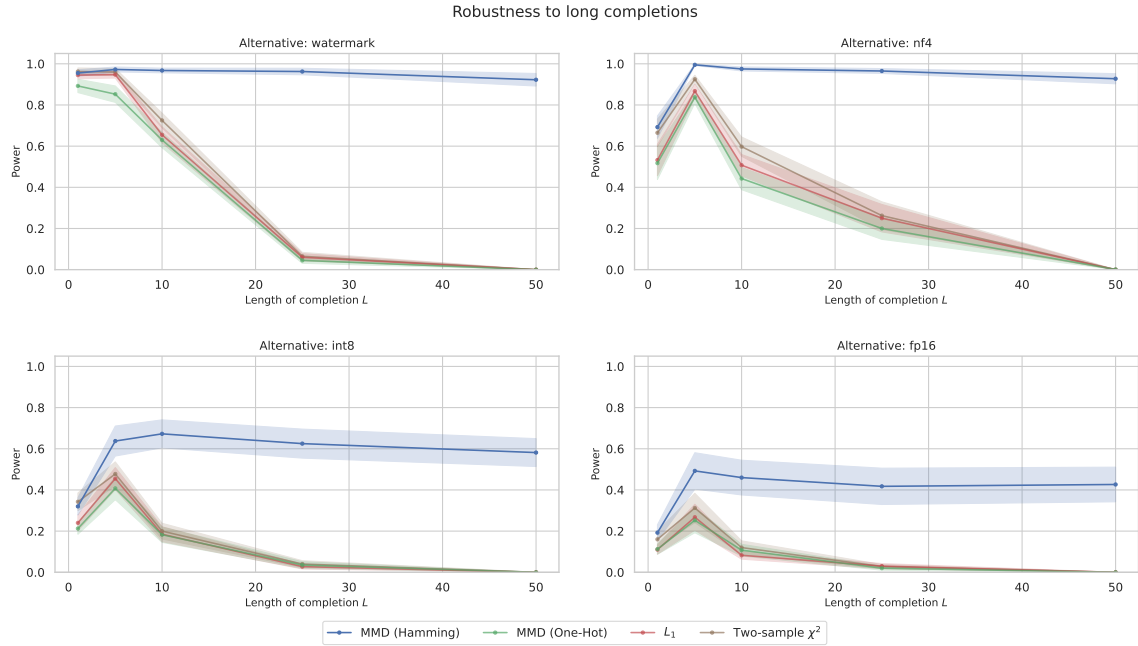 Robustness to long completions
Alternative: watermark
1.0
0.8
0.6
0.4
0.2
0.0
Power
0 10 20 30 40 50
Length of completion L
Alternative: nf4
1.0
0.8
0.6
0.4
0.2
0.0
Power
0 10 20 30 40 50
Length of completion L
Alternative: int8
1.0
0.8
0.6
0.4
0.2
0.0
Power
0 10 20 30 40 50
Length of completion L
Alternative: fp16
1.0
0.8
0.6
0.4
0.2
0.0
Power
0 10 20 30 40 50
Length of completion L
MMD (Hamming) MMD (One-Hot) L₁ Two-sample χ²